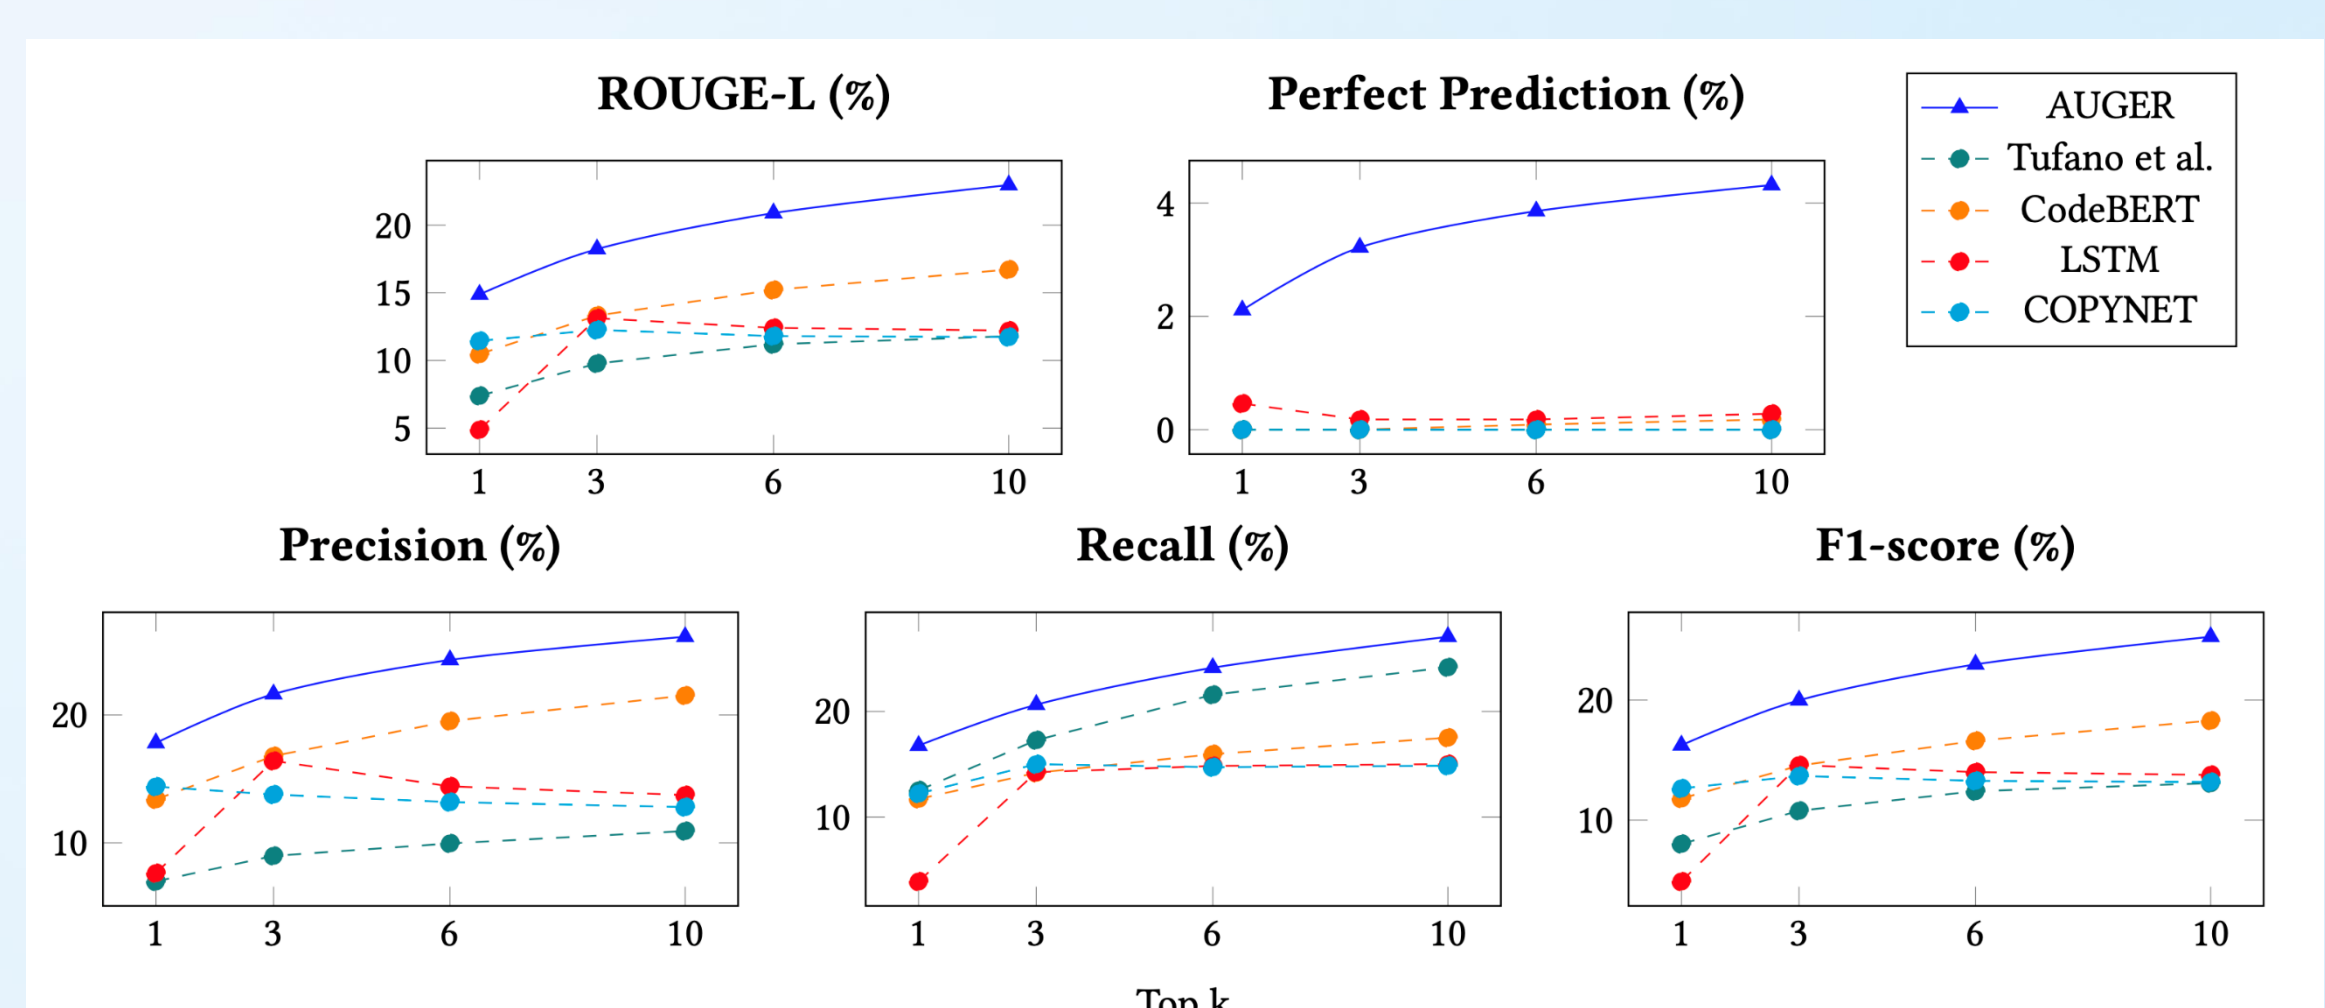 ROUGE-L (%)
20
15
10
5
1 3 6 10
Perfect Prediction (%)
4
2
0
1 3 6 10
AUGER
Tufano et al.
CodeBERT
LSTM
COPYNET
Precision (%)
20
10
1 3 6 10
Recall (%)
20
10
1 3 6 10
F1-score (%)
20
10
1 3 6 10
Top k